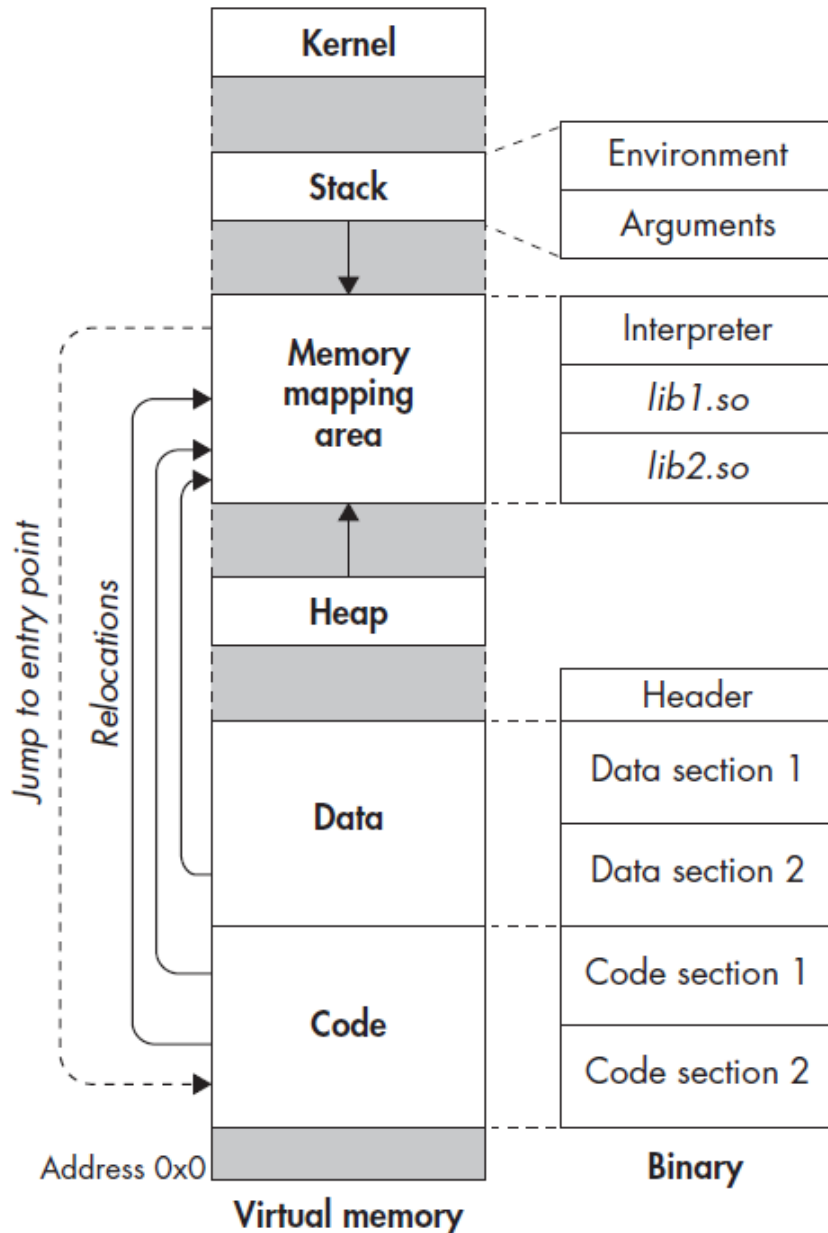 Kernel
Stack
Environment
Arguments
Memory
mapping
area
Interpreter
lib1.so
lib2.so
Jump to entry point
Relocations
Heap
Header
Data
Data section 1
Data section 2
Code
Code section 1
Code section 2
Address 0x0
Binary
Virtual memory